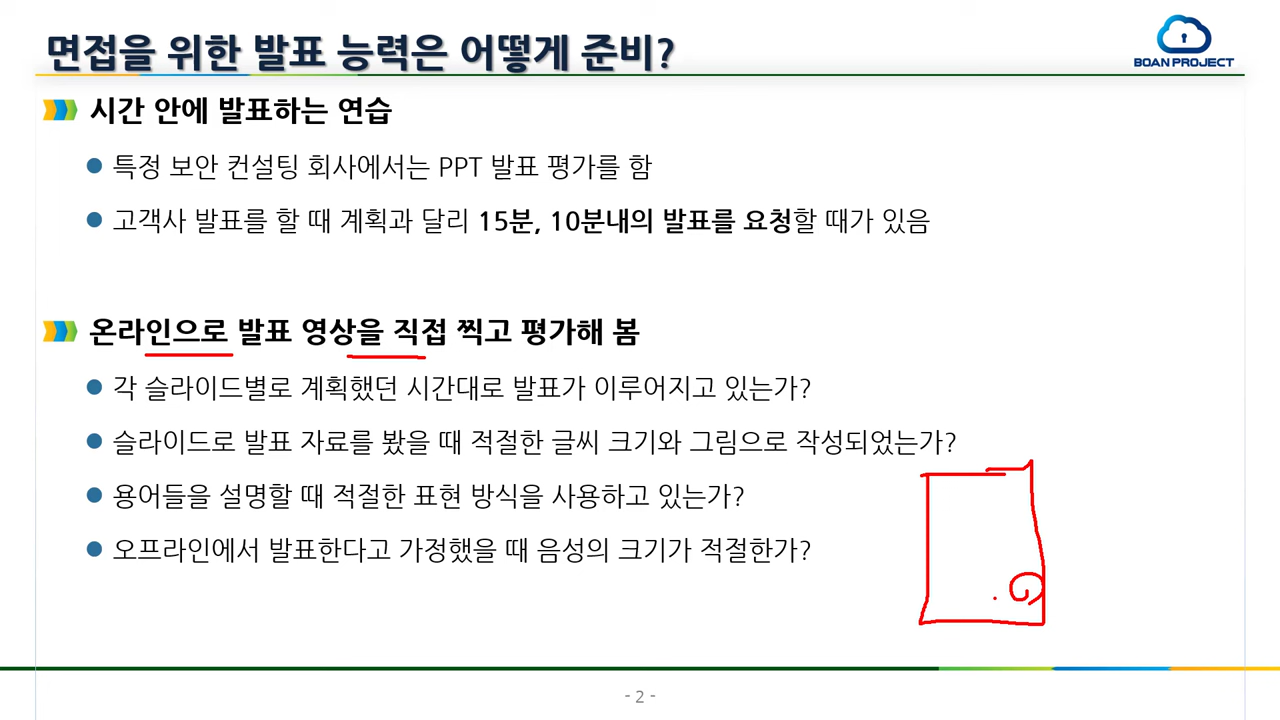 면접을 위한 발표 능력은 어떻게 준비?
BOAN PROJECT
시간 안에 발표하는 연습
특정 보안 컨설팅 회사에서는 PPT 발표 평가를 함
고객사 발표를 할 때 계획과 달리 15분, 10분내의 발표를 요청할 때가 있음
온라인으로 발표 영상을 직접 찍고 평가해 봄
각 슬라이드별로 계획했던 시간대로 발표가 이루어지고 있는가?
슬라이드로 발표 자료를 봤을 때 적절한 글씨 크기와 그림으로 작성되었는가?
용어들을 설명할 때 적절한 표현 방식을 사용하고 있는가?
오프라인에서 발표한다고 가정했을 때 음성의 크기가 적절한가?
- 2 -